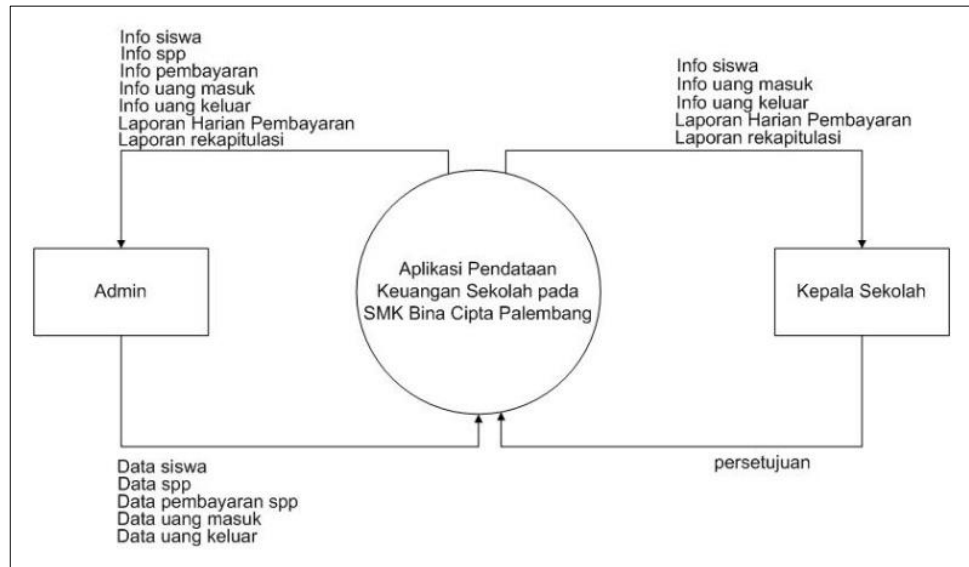 Info siswa
Info spp
Info pembayaran
Info uang masuk
Info uang keluar
Laporan Harian Pembayaran
Laporan rekapitulasi
Info siswa
Info uang masuk
Info uang keluar
Laporan Harian Pembayaran
Laporan rekapitulasi
Admin
Aplikasi Pendataan
Keuangan Sekolah pada
SMK Bina Cipta Palembang
Kepala Sekolah
Data siswa
Data spp
Data pembayaran spp
Data uang masuk
Data uang keluar
persetujuan